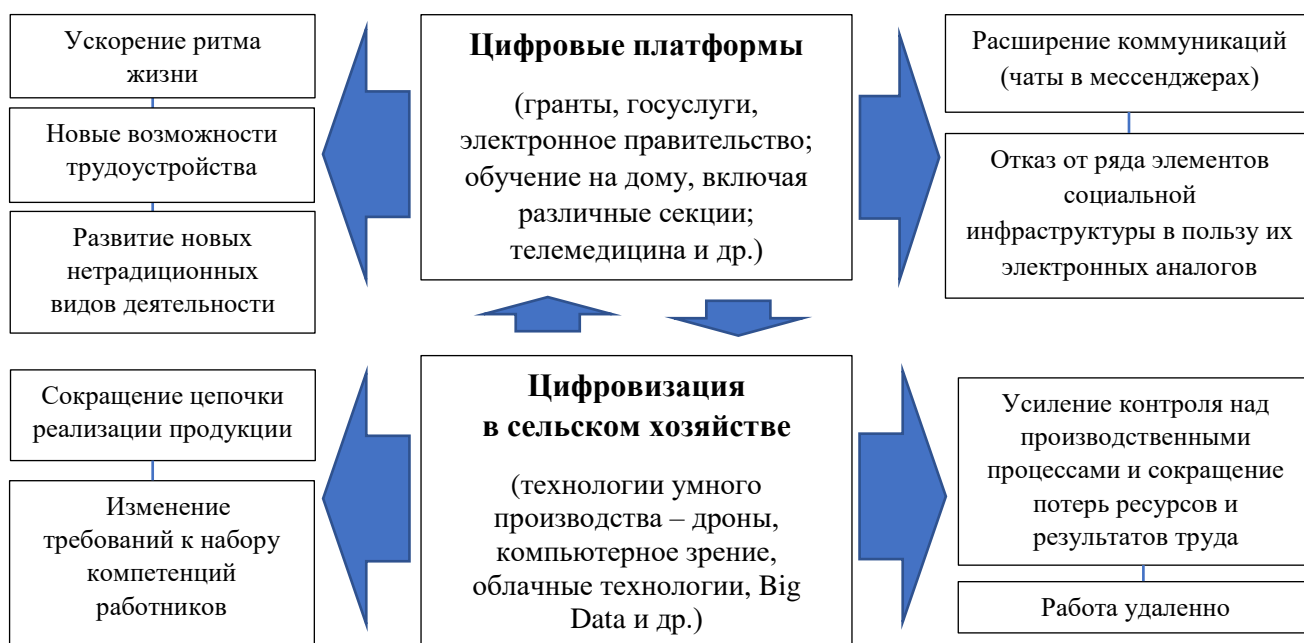 Ускорение ритма
жизни
Новые возможности
трудоустройства
Развитие новых
нетрадиционных
видов деятельности
Цифровые платформы
(гранты, госуслуги,
электронное правительство;
обучение на дому, включая
различные секции;
телемедицина и др.)
Расширение коммуникаций
(чаты в мессенджерах)
Отказ от ряда элементов
социальной
инфраструктуры в пользу их
электронных аналогов
Сокращение цепочки
реализации продукции
Изменение
требований к набору
компетенций
работников
Цифровизация
в сельском хозяйстве
(технологии умного
производства – дроны,
компьютерное зрение,
облачные технологии, Big
Data и др.)
Усиление контроля над
производственными
процессами и сокращение
потерь ресурсов и
результатов труда
Работа удаленно